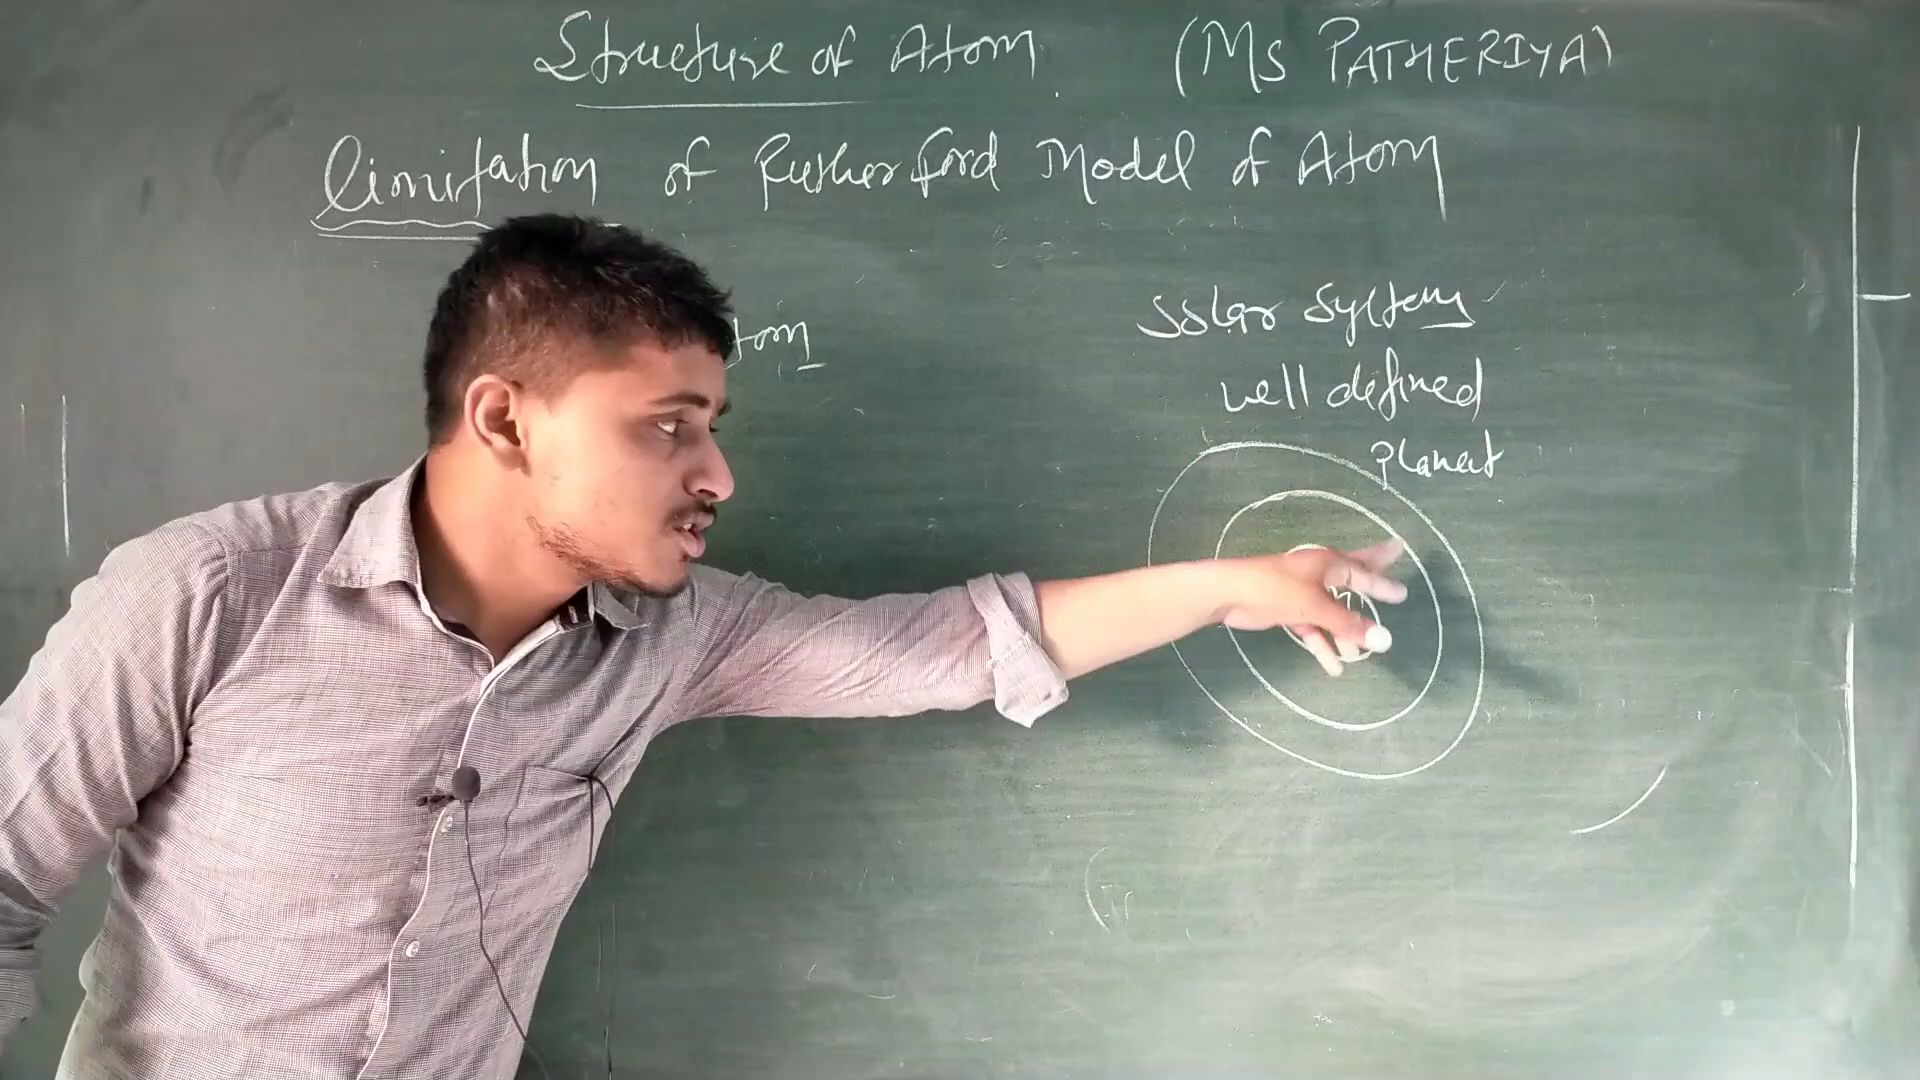 Structure of Atom. (MS PATHERIYA)
limitation of Rutherford Model of Atom
tom
Solar System
well defined
planet